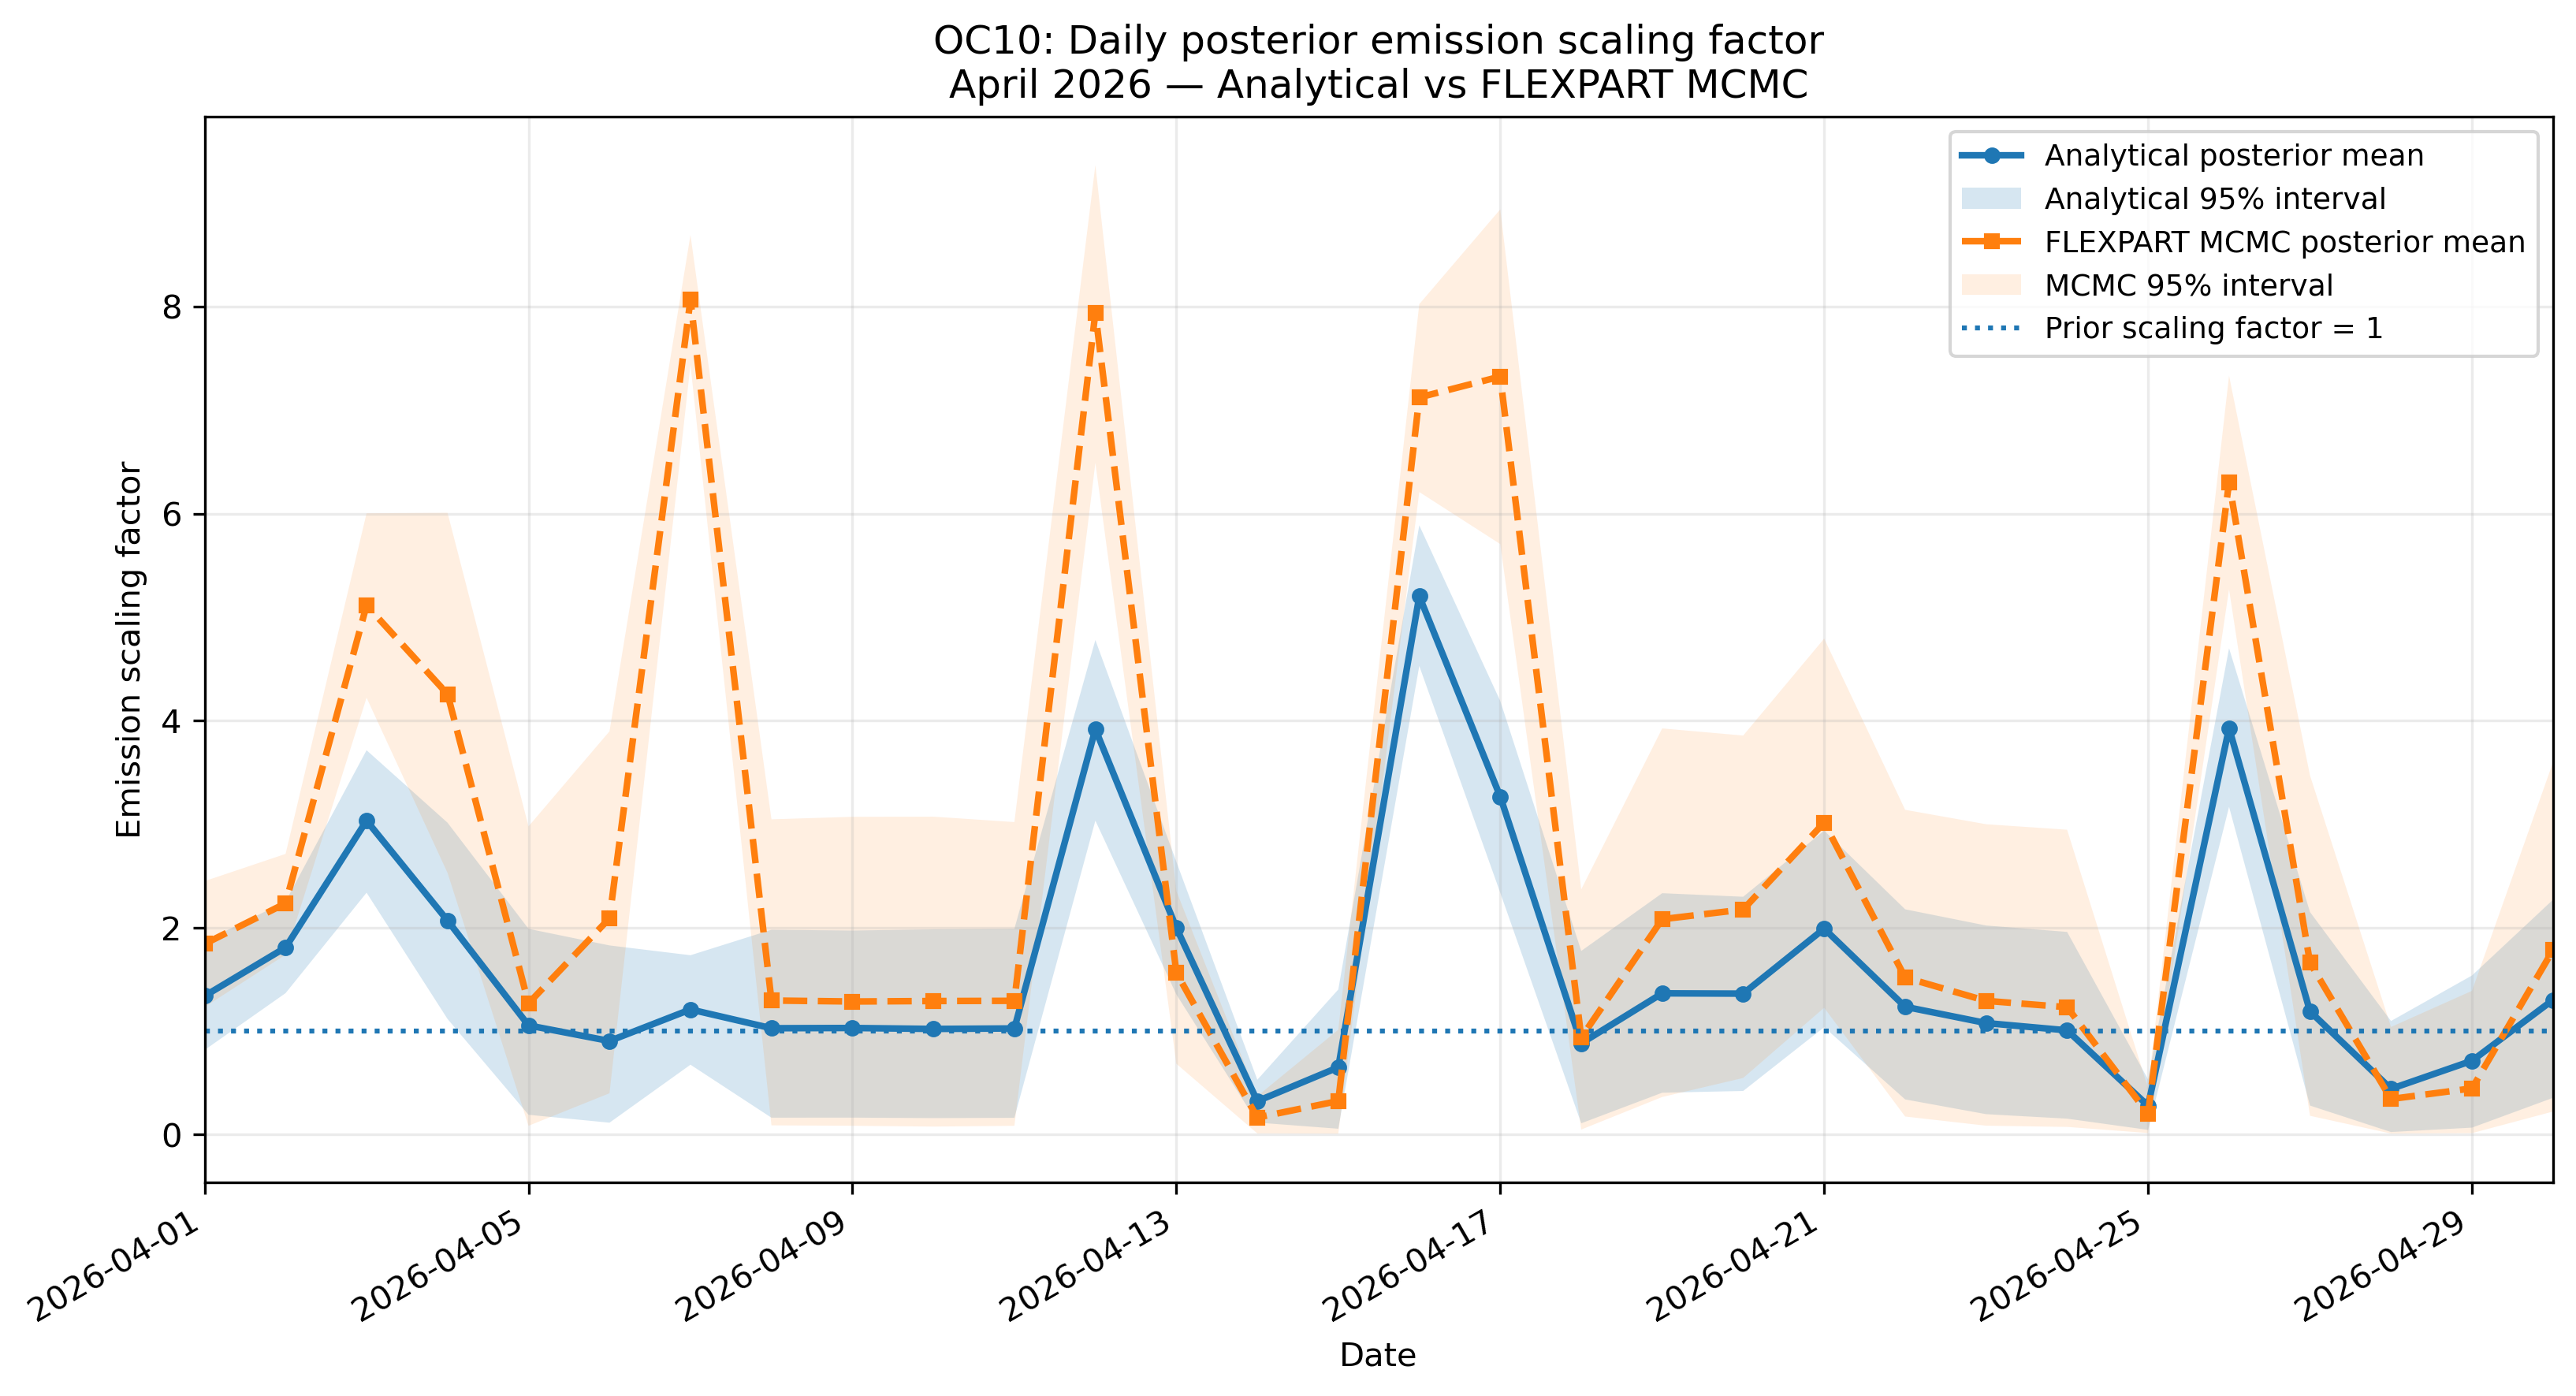 OC10: Daily posterior emission scaling factor
April 2026 — Analytical vs FLEXPART MCMC
Analytical posterior mean
Analytical 95% interval
FLEXPART MCMC posterior mean
MCMC 95% interval
Prior scaling factor = 1
Emission scaling factor
8
6
4
2
0
2026-04-01
2026-04-05
2026-04-09
2026-04-13
2026-04-17
2026-04-21
2026-04-25
2026-04-29
Date